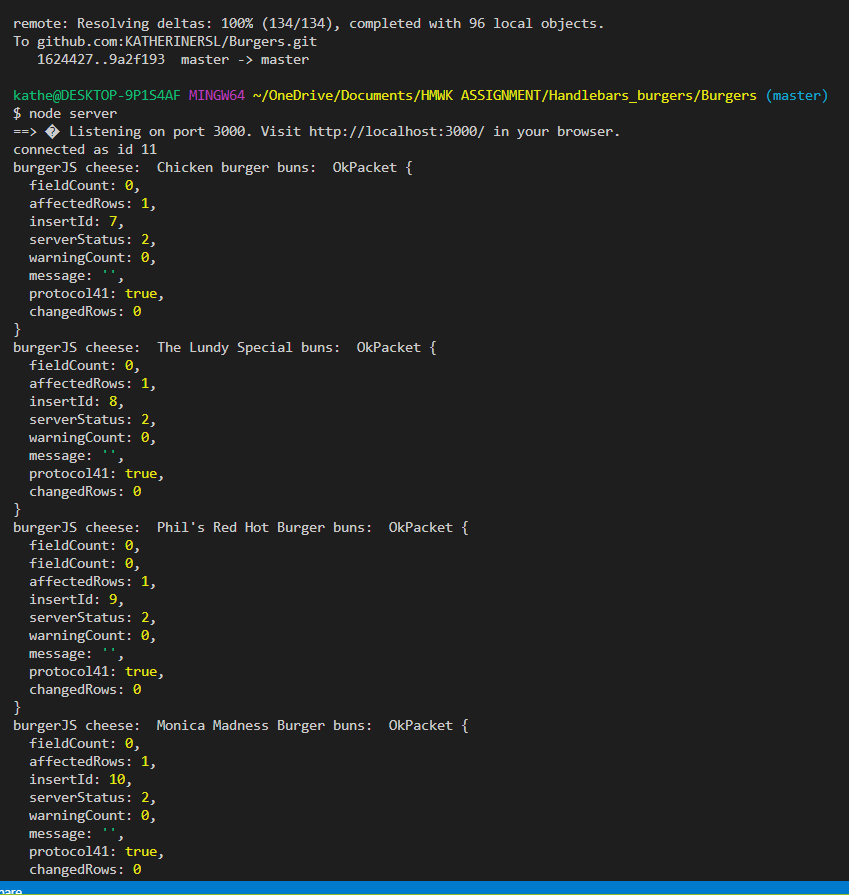 remote: Resolving deltas: 100% (134/134), completed with 96 local objects.
To github.com:KATHERINERSL/Burgers.git
   1624427..9a2f193  master -> master
kathe@DESKTOP-9P1S4AF MINGW64 ~/OneDrive/Documents/HMWK ASSIGNMENT/Handlebars_burgers/Burgers (master)
$ node server
==> � Listening on port 3000. Visit http://localhost:3000/ in your browser.
connected as id 11
burgerJS cheese:  Chicken burger buns:  OkPacket {
  fieldCount: 0,
  affectedRows: 1,
  insertId: 7,
  serverStatus: 2,
  warningCount: 0,
  message: '',
  protocol41: true,
  changedRows: 0
}
burgerJS cheese:  The Lundy Special buns:  OkPacket {
  fieldCount: 0,
  affectedRows: 1,
  insertId: 8,
  serverStatus: 2,
  warningCount: 0,
  message: '',
  protocol41: true,
  changedRows: 0
}
burgerJS cheese:  Phil's Red Hot Burger buns:  OkPacket {
  fieldCount: 0,
  fieldCount: 0,
  affectedRows: 1,
  insertId: 9,
  serverStatus: 2,
  warningCount: 0,
  message: '',
  protocol41: true,
  changedRows: 0
}
burgerJS cheese:  Monica Madness Burger buns:  OkPacket {
  fieldCount: 0,
  affectedRows: 1,
  insertId: 10,
  serverStatus: 2,
  warningCount: 0,
  message: '',
  protocol41: true,
  changedRows: 0